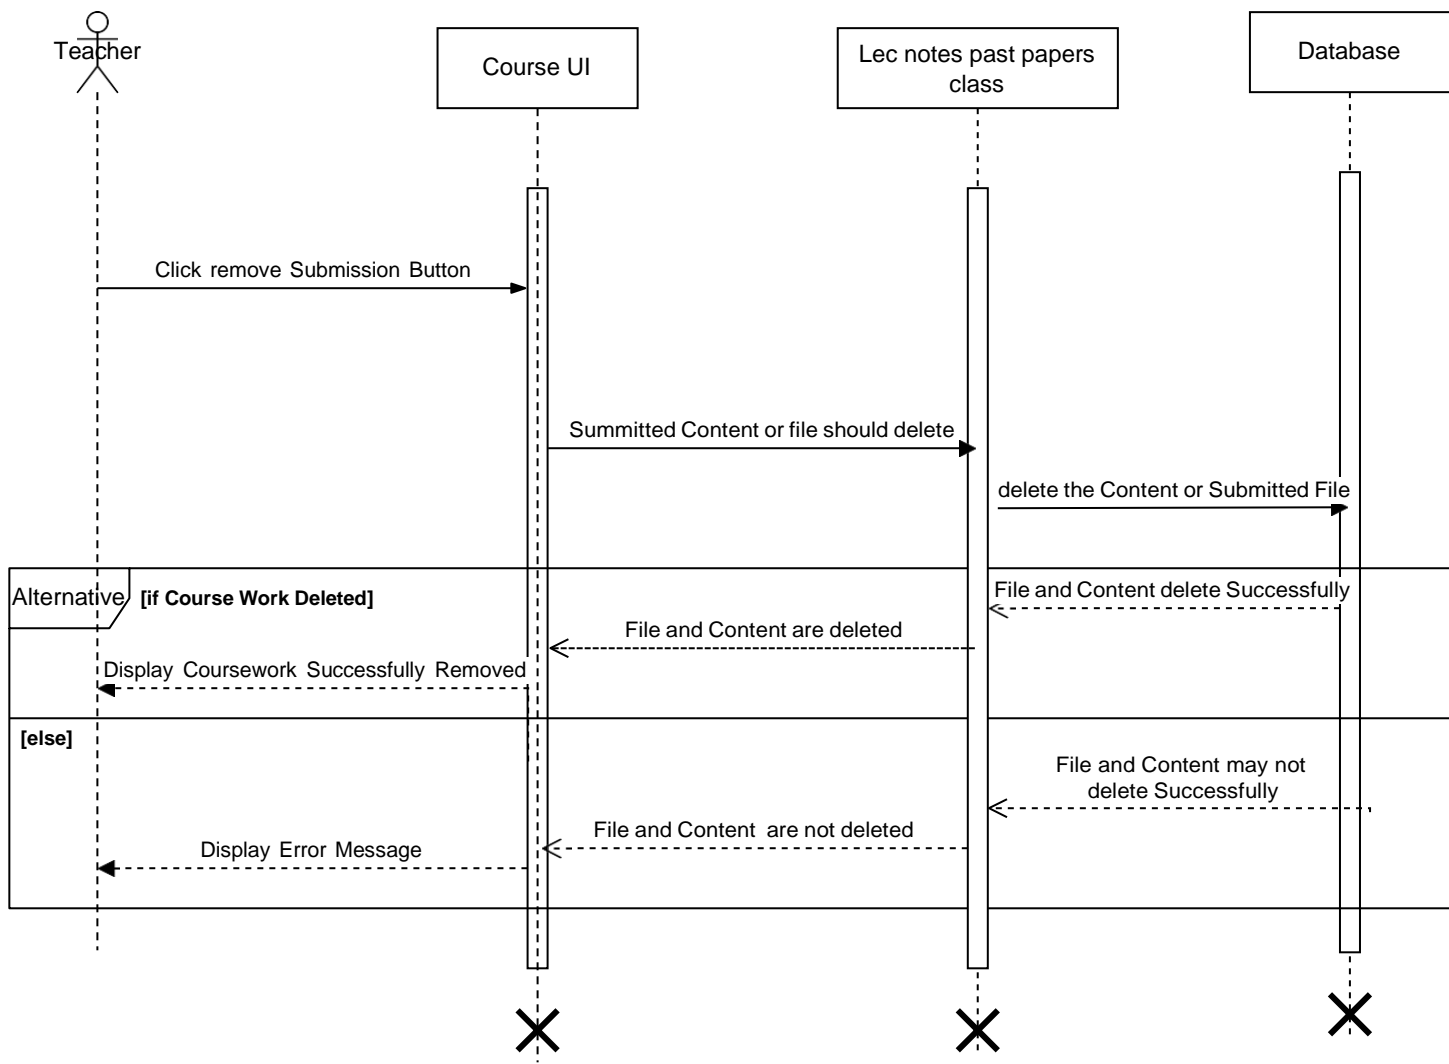 Teacher
Course UI
Lec notes past papers
class
Database
Click remove Submission Button
Summitted Content or file should delete
delete the Content or Submitted File
Alternative
[if Course Work Deleted]
File and Content delete Successfully
File and Content are deleted
Display Coursework Successfully Removed
[else]
File and Content may not
delete Successfully
File and Content are not deleted
Display Error Message